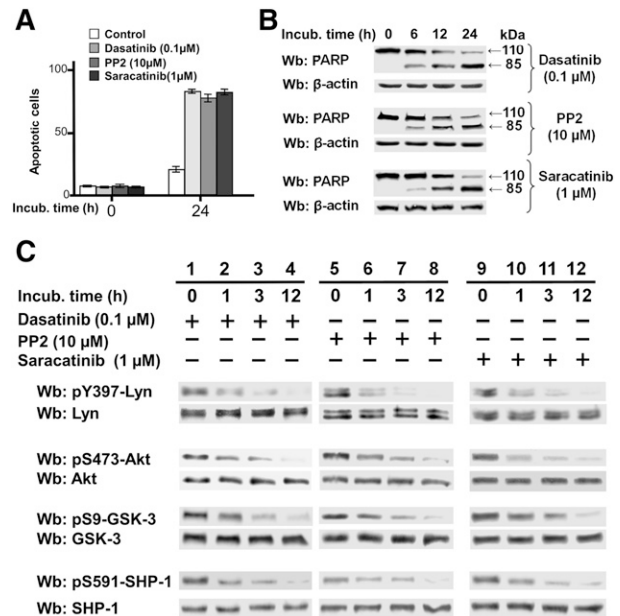 A
Control
Dasatinib (0.1µM)
PP2 (10µM)
Saracatinib(1µM)
Apoptotic cells
100
50
0
Incub. time (h) 0 24
B
Incub. time (h) 0 6 12 24 kDa
Wb: PARP 110
85
Wb: β-actin
Dasatinib
(0.1 µM)
Wb: PARP 110
85
Wb: β-actin
PP2
(10 µM)
Wb: PARP 110
85
Wb: β-actin
Saracatinib
(1 µM)
C
1 2 3 4 5 6 7 8 9 10 11 12
Incub. time (h) 0 1 3 12 0 1 3 12 0 1 3 12
Dasatinib (0.1 µM) + + + + − − − − − − − −
PP2 (10 µM) − − − − + + + + − − − −
Saracatinib (1 µM) − − − − − − − − + + + +
Wb: pY397-Lyn
Wb: Lyn
Wb: pS473-Akt
Wb: Akt
Wb: pS9-GSK-3
Wb: GSK-3
Wb: pS591-SHP-1
Wb: SHP-1